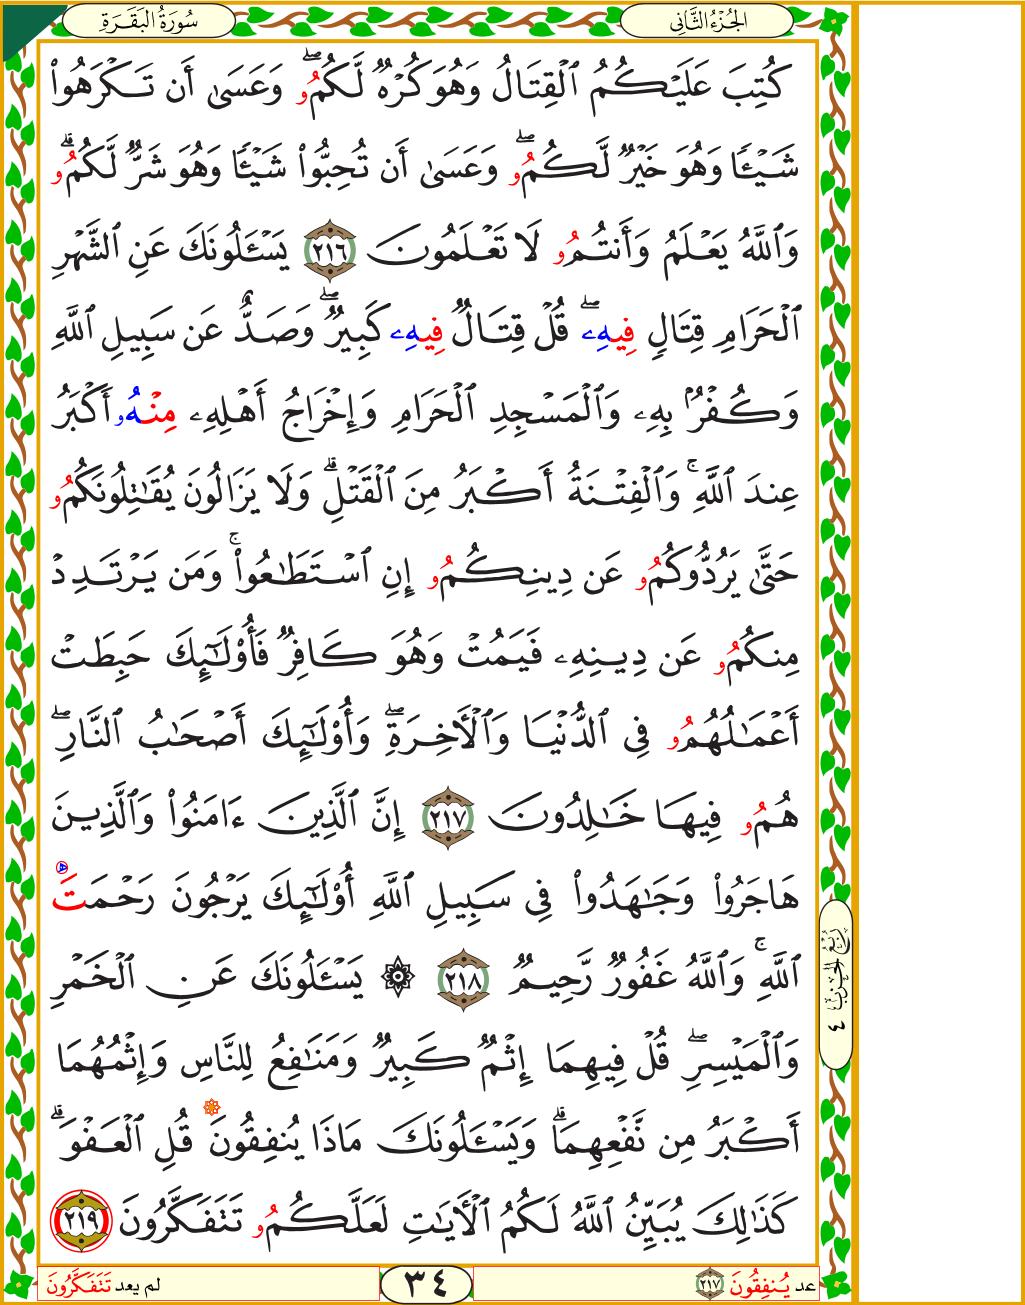 الجُزْءُ الثَّانِي
سُورَةُ البَقَرَةِ
كُتِبَ عَلَيْكُمُ ٱلْقِتَالُ وَهُوَ كُرْهٌ لَّكُمُۥ ۖ وَعَسَىٰ أَن تَكْرَهُوا۟
شَيْـًٔا وَهُوَ خَيْرٌ لَّكُمُۥ ۖ وَعَسَىٰ أَن تُحِبُّوا۟ شَيْـًٔا وَهُوَ شَرٌّ لَّكُمُۥ ۗ
وَٱللَّهُ يَعْلَمُ وَأَنتُمُۥ لَا تَعْلَمُونَ ٢١٦ يَسْـَٔلُونَكَ عَنِ ٱلشَّهْرِ
ٱلْحَرَامِ قِتَالٍ فِيهِۦ ۖ قُلْ قِتَالٌ فِيهِۦ كَبِيرٌ ۖ وَصَدٌّ عَن سَبِيلِ ٱللَّهِ
وَكُفْرٌۢ بِهِۦ وَٱلْمَسْجِدِ ٱلْحَرَامِ وَإِخْرَاجُ أَهْلِهِۦ مِنْهُۥ أَكْبَرُ
عِندَ ٱللَّهِ ۚ وَٱلْفِتْنَةُ أَكْبَرُ مِنَ ٱلْقَتْلِ ۗ وَلَا يَزَالُونَ يُقَـٰتِلُونَكُمُۥ
حَتَّىٰ يَرُدُّوكُمُۥ عَن دِينِكُمُۥ إِنِ ٱسْتَطَـٰعُوا۟ ۚ وَمَن يَرْتَدِدْ
مِنكُمُۥ عَن دِينِهِۦ فَيَمُتْ وَهُوَ كَافِرٌ فَأُو۟لَـٰٓئِكَ حَبِطَتْ
أَعْمَـٰلُهُمُۥ فِى ٱلدُّنْيَا وَٱلْـَٔاخِرَةِ ۖ وَأُو۟لَـٰٓئِكَ أَصْحَـٰبُ ٱلنَّارِ ۖ
هُمُۥ فِيهَا خَـٰلِدُونَ ٢١٧ إِنَّ ٱلَّذِينَ ءَامَنُوا۟ وَٱلَّذِينَ
هَاجَرُوا۟ وَجَـٰهَدُوا۟ فِى سَبِيلِ ٱللَّهِ أُو۟لَـٰٓئِكَ يَرْجُونَ رَحْمَتَ
ٱللَّهِ ۚ وَٱللَّهُ غَفُورٌ رَّحِيمٌ ٢١٨ ۞ يَسْـَٔلُونَكَ عَنِ ٱلْخَمْرِ
وَٱلْمَيْسِرِ ۖ قُلْ فِيهِمَا إِثْمٌ كَبِيرٌ وَمَنَـٰفِعُ لِلنَّاسِ وَإِثْمُهُمَا
أَكْبَرُ مِن نَّفْعِهِمَا ۗ وَيَسْـَٔلُونَكَ مَاذَا يُنفِقُونَ قُلِ ٱلْعَفْوَ ۗ
كَذَٰلِكَ يُبَيِّنُ ٱللَّهُ لَكُمُ ٱلْـَٔايَـٰتِ لَعَلَّكُمُۥ تَتَفَكَّرُونَ ٢١٩
رُبُعُ الحِزْبِ ٤
عد يُنفِقُونَ ٢١٧
٣٤
لم يعد تَتَفَكَّرُونَ